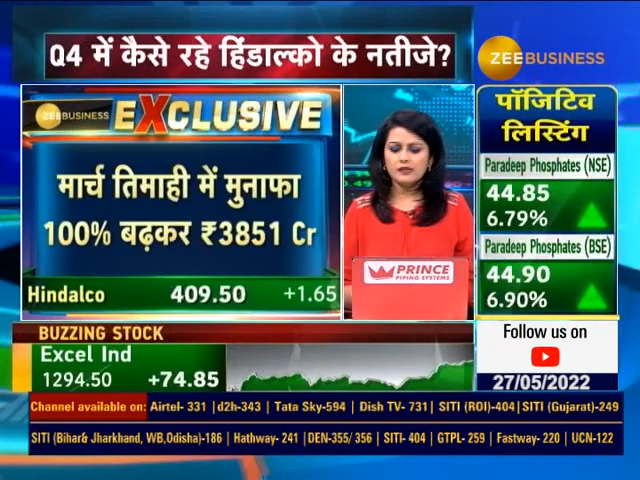 Q4 में कैसे रहे हिंडाल्को के नतीजे?
ZEEBUSINESS
ZEEBUSINESS EXCLUSIVE
मार्च तिमाही में मुनाफा
100% बढ़कर ₹3851 Cr
Hindalco 409.50 +1.65
PRINCE
PIPING SYSTEMS
पॉजिटिव
लिस्टिंग
Paradeep Phosphates (NSE)
44.85
6.79%
Paradeep Phosphates (BSE)
44.90
6.90%
BUZZING STOCK
Excel Ind
1294.50 +74.85
Follow us on
27/05/2022
Channel available on: Airtel- 331 |d2h-343 | Tata Sky-594 | Dish TV- 731| SITI (ROI)-404| SITI (Gujarat)-249
SITI (Bihar& Jharkhand, WB,Odisha)-186 | Hathway- 241 |DEN-355/ 356 | SITI- 404 | GTPL- 259 | Fastway- 220 | UCN-122